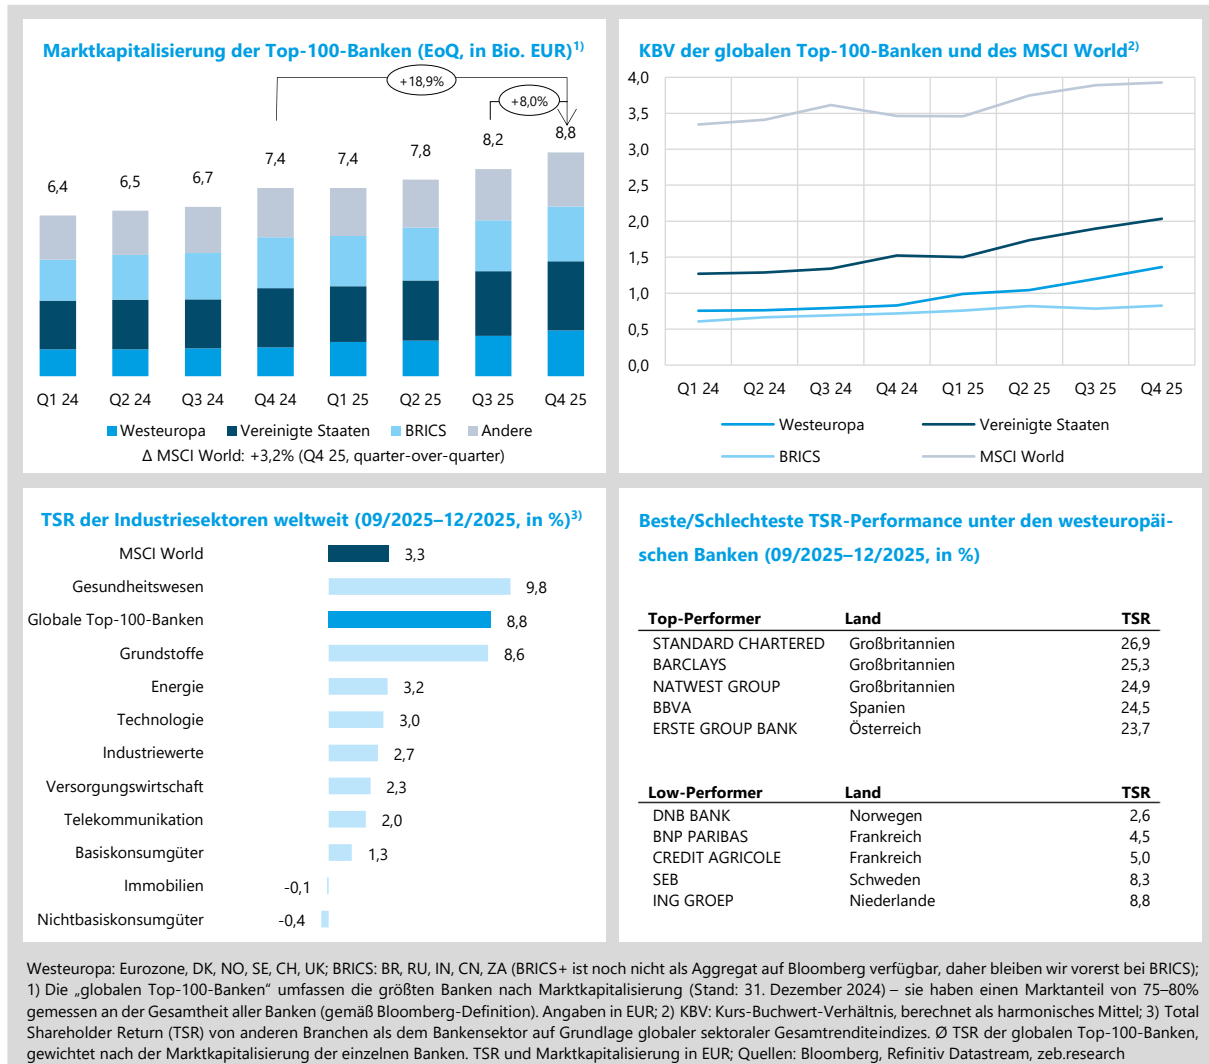 Marktkapitalisierung der Top-100-Banken (EoQ, in Bio. EUR)1)
+18,9%
+8,0%
6,4
6,5
6,7
7,4
7,4
7,8
8,2
8,8
Q1 24 Q2 24 Q3 24 Q4 24 Q1 25 Q2 25 Q3 25 Q4 25
Westeuropa Vereinigte Staaten BRICS Andere
Δ MSCI World: +3,2% (Q4 25, quarter-over-quarter)
KBV der globalen Top-100-Banken und des MSCI World2)
4,0
3,5
3,0
2,5
2,0
1,5
1,0
0,5
0,0
Q1 24 Q2 24 Q3 24 Q4 24 Q1 25 Q2 25 Q3 25 Q4 25
Westeuropa Vereinigte Staaten
BRICS MSCI World
TSR der Industriesektoren weltweit (09/2025–12/2025, in %)3)
MSCI World 3,3
Gesundheitswesen 9,8
Globale Top-100-Banken 8,8
Grundstoffe 8,6
Energie 3,2
Technologie 3,0
Industriewerte 2,7
Versorgungswirtschaft 2,3
Telekommunikation 2,0
Basiskonsumgüter 1,3
Immobilien -0,1
Nichtbasiskonsumgüter -0,4
Beste/Schlechteste TSR-Performance unter den westeuropäi-
schen Banken (09/2025–12/2025, in %)
Top-Performer Land TSR
STANDARD CHARTERED Großbritannien 26,9
BARCLAYS Großbritannien 25,3
NATWEST GROUP Großbritannien 24,9
BBVA Spanien 24,5
ERSTE GROUP BANK Österreich 23,7
Low-Performer Land TSR
DNB BANK Norwegen 2,6
BNP PARIBAS Frankreich 4,5
CREDIT AGRICOLE Frankreich 5,0
SEB Schweden 8,3
ING GROEP Niederlande 8,8
Westeuropa: Eurozone, DK, NO, SE, CH, UK; BRICS: BR, RU, IN, CN, ZA (BRICS+ ist noch nicht als Aggregat auf Bloomberg verfügbar, daher bleiben wir vorerst bei BRICS);
1) Die „globalen Top-100-Banken“ umfassen die größten Banken nach Marktkapitalisierung (Stand: 31. Dezember 2024) – sie haben einen Marktanteil von 75–80%
gemessen an der Gesamtheit aller Banken (gemäß Bloomberg-Definition). Angaben in EUR; 2) KBV: Kurs-Buchwert-Verhältnis, berechnet als harmonisches Mittel; 3) Total
Shareholder Return (TSR) von anderen Branchen als dem Bankensektor auf Grundlage globaler sektoraler Gesamtrenditeindizes. Ø TSR der globalen Top-100-Banken,
gewichtet nach der Marktkapitalisierung der einzelnen Banken. TSR und Marktkapitalisierung in EUR; Quellen: Bloomberg, Refinitiv Datastream, zeb.research